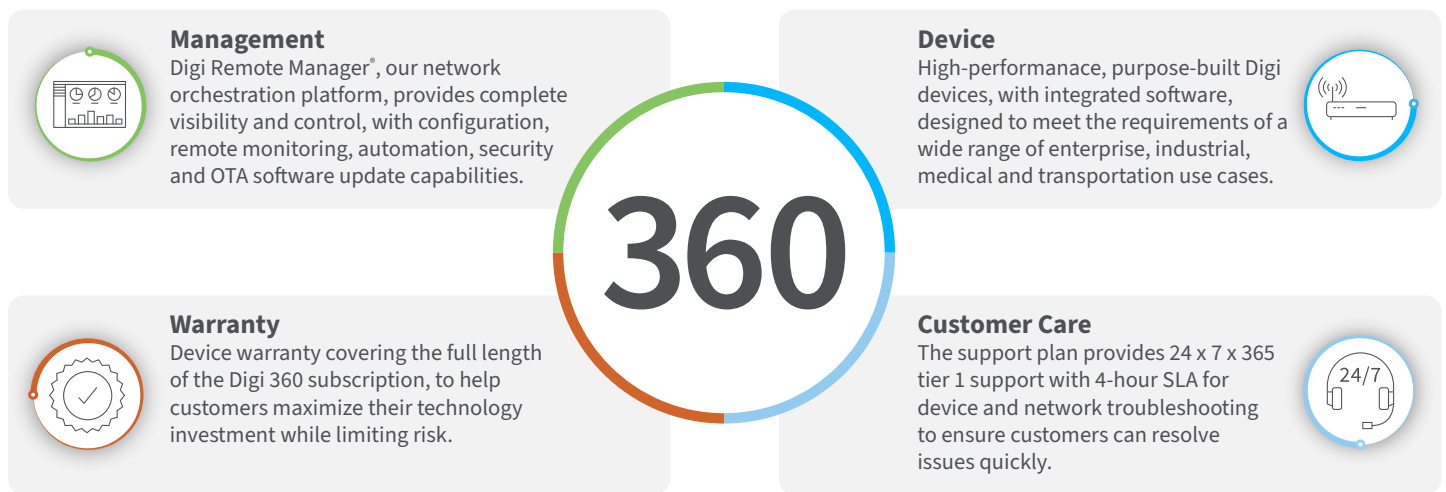 Management
Digi Remote Manager®, our network
orchestration platform, provides complete
visibility and control, with configuration,
remote monitoring, automation, security
and OTA software update capabilities.
Device
High-performanace, purpose-built Digi
devices, with integrated software,
designed to meet the requirements of a
wide range of enterprise, industrial,
medical and transportation use cases.
360
Warranty
Device warranty covering the full length
of the Digi 360 subscription, to help
customers maximize their technology
investment while limiting risk.
Customer Care
The support plan provides 24 x 7 x 365
tier 1 support with 4-hour SLA for
device and network troubleshooting
to ensure customers can resolve
issues quickly.
24/7